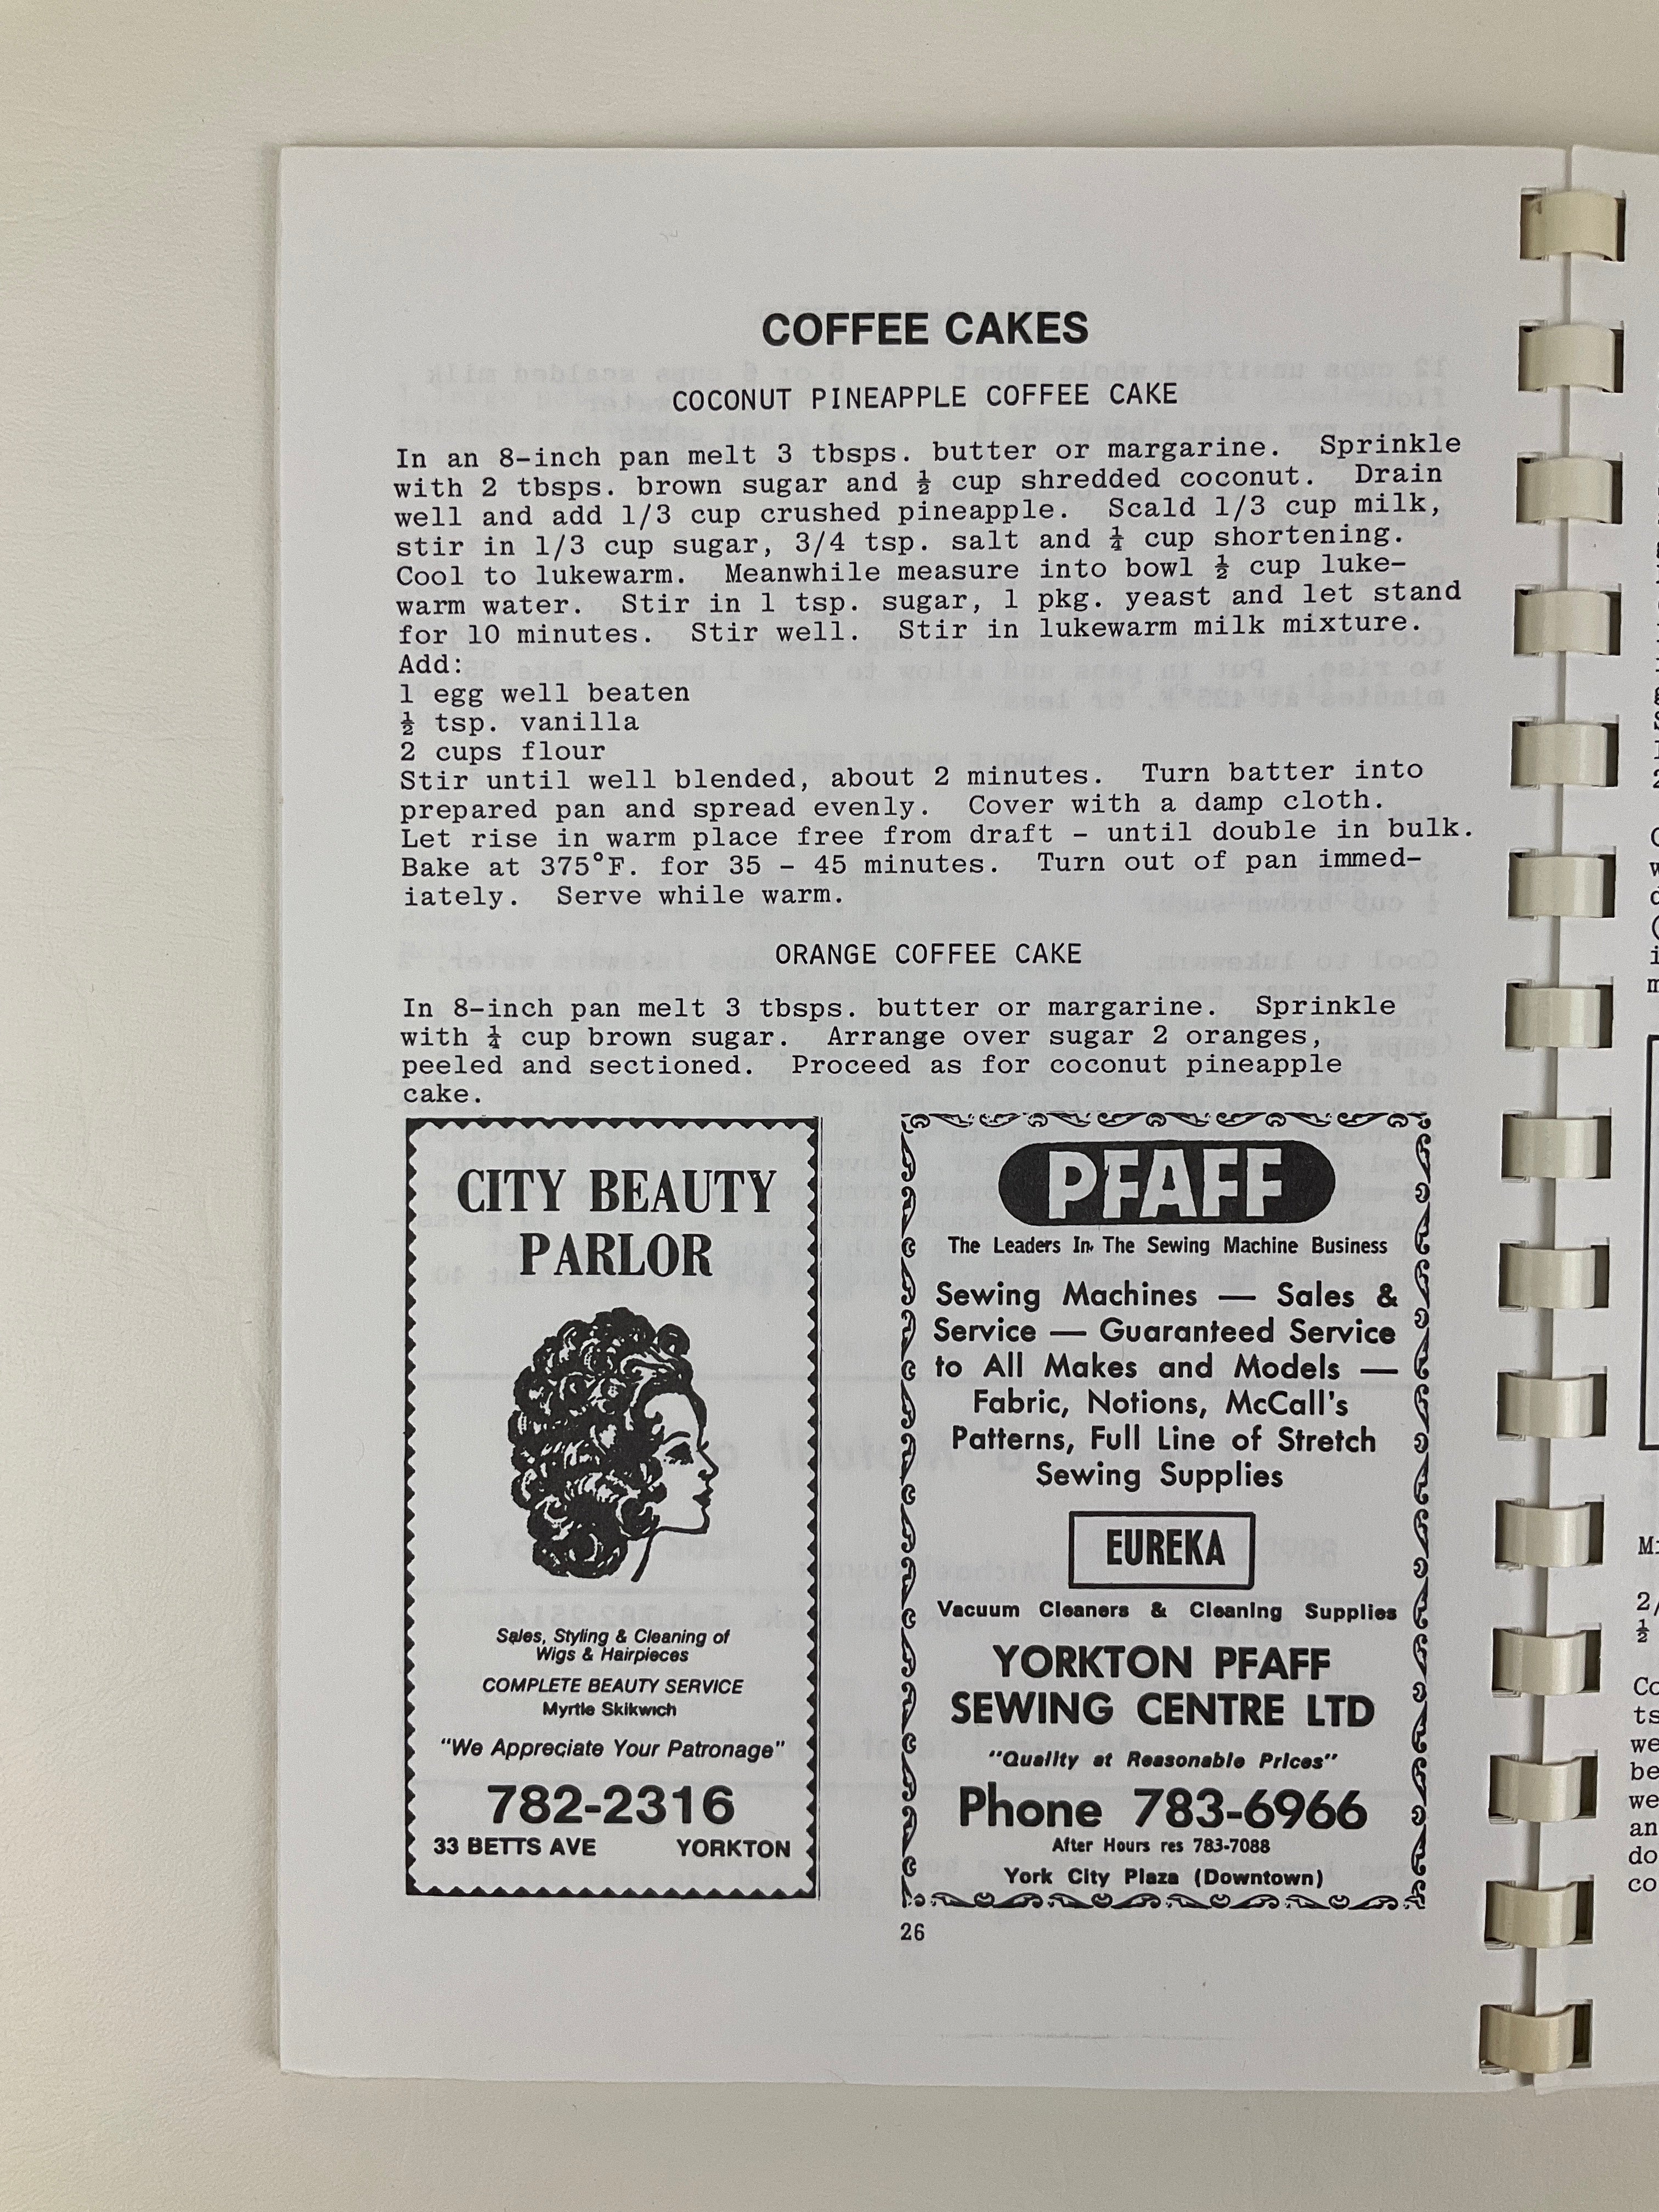 COFFEE CAKES
COCONUT PINEAPPLE COFFEE CAKE
In an 8-inch pan melt 3 tbsps. butter or margarine. Sprinkle
with 2 tbsps. brown sugar and ½ cup shredded coconut. Drain
well and add 1/3 cup crushed pineapple. Scald 1/3 cup milk,
stir in 1/3 cup sugar, 3/4 tsp. salt and ¼ cup shortening.
Cool to lukewarm. Meanwhile measure into bowl ½ cup luke-
warm water. Stir in 1 tsp. sugar, 1 pkg. yeast and let stand
for 10 minutes. Stir well. Stir in lukewarm milk mixture.
Add:
1 egg well beaten
½ tsp. vanilla
2 cups flour
Stir until well blended, about 2 minutes. Turn batter into
prepared pan and spread evenly. Cover with a damp cloth.
Let rise in warm place free from draft - until double in bulk.
Bake at 375°F. for 35 - 45 minutes. Turn out of pan immed-
iately. Serve while warm.
ORANGE COFFEE CAKE
In 8-inch pan melt 3 tbsps. butter or margarine. Sprinkle
with ¼ cup brown sugar. Arrange over sugar 2 oranges,
peeled and sectioned. Proceed as for coconut pineapple
cake.
CITY BEAUTY
PARLOR
Sales, Styling & Cleaning of
Wigs & Hairpieces
COMPLETE BEAUTY SERVICE
Myrtle Skikwich
"We Appreciate Your Patronage"
782-2316
33 BETTS AVE YORKTON
PFAFF
The Leaders In The Sewing Machine Business
Sewing Machines — Sales &
Service — Guaranteed Service
to All Makes and Models —
Fabric, Notions, McCall's
Patterns, Full Line of Stretch
Sewing Supplies
EUREKA
Vacuum Cleaners & Cleaning Supplies
YORKTON PFAFF
SEWING CENTRE LTD
"Quality at Reasonable Prices"
Phone 783-6966
After Hours res 783-7088
York City Plaza (Downtown)
26